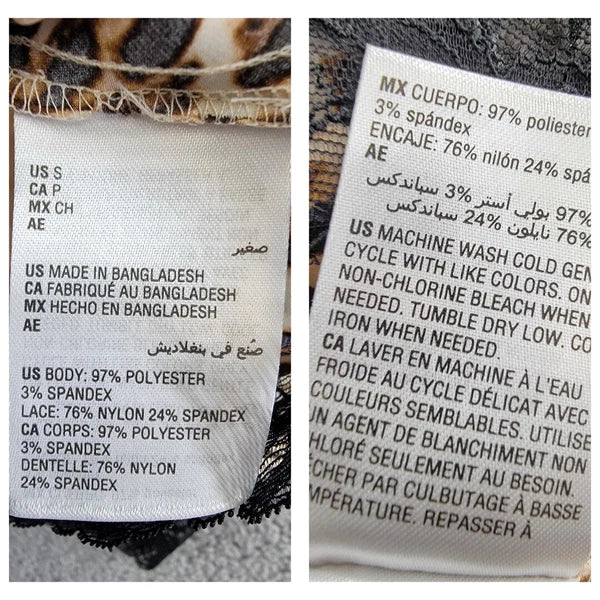 US S
CA P
MX CH
AE
صغير
US MADE IN BANGLADESH
CA FABRIQUÉ AU BANGLADESH
MX HECHO EN BANGLADESH
AE
صُنع في بنغلاديش
US BODY: 97% POLYESTER
3% SPANDEX
LACE: 76% NYLON 24% SPANDEX
CA CORPS: 97% POLYESTER
3% SPANDEX
DENTELLE: 76% NYLON
24% SPANDEX
MX CUERPO: 97% poliester
3% spándex
ENCAJE: 76% nilón 24% spá
AE
97% بولي أستر 3% سباندكس
76% نايلون 24% سباندكس
US MACHINE WASH COLD GEN
CYCLE WITH LIKE COLORS. ON
NON-CHLORINE BLEACH WHEN
NEEDED. TUMBLE DRY LOW. CO
IRON WHEN NEEDED.
CA LAVER EN MACHINE À L'EAU
FROIDE AU CYCLE DÉLICAT AVEC
COULEURS SEMBLABLES. UTILISE
UN AGENT DE BLANCHIMENT NON
HLORÉ SEULEMENT AU BESOIN.
ÉCHER PAR CULBUTAGE À BASSE
MPÉRATURE. REPASSER À